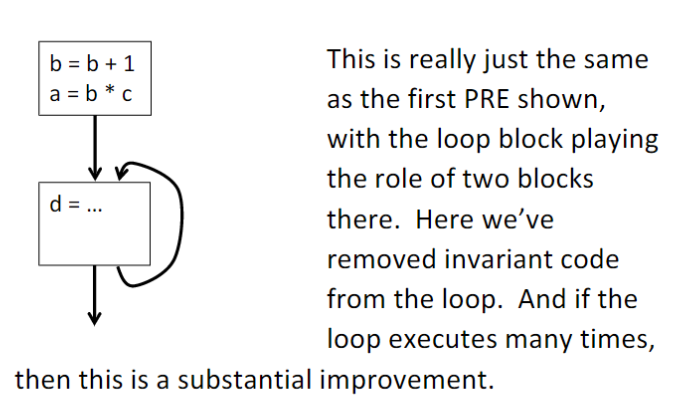 b = b + 1
a = b * c
d = ...
This is really just the same
as the first PRE shown,
with the loop block playing
the role of two blocks
there.  Here we’ve
removed invariant code
from the loop.  And if the
loop executes many times,
then this is a substantial improvement.